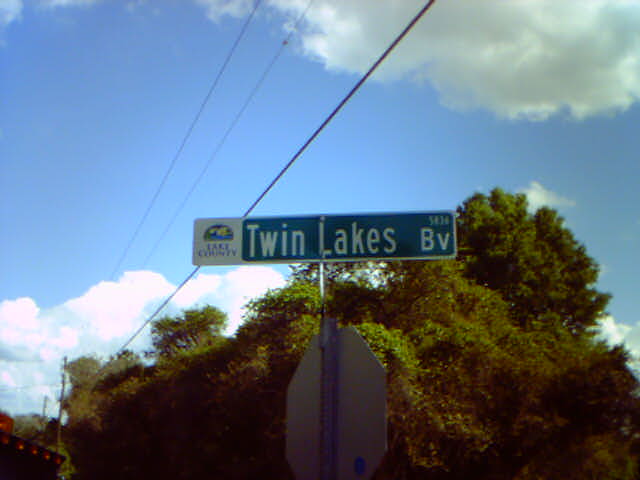 LAKE
COUNTY
Twin Lakes Bv
5836